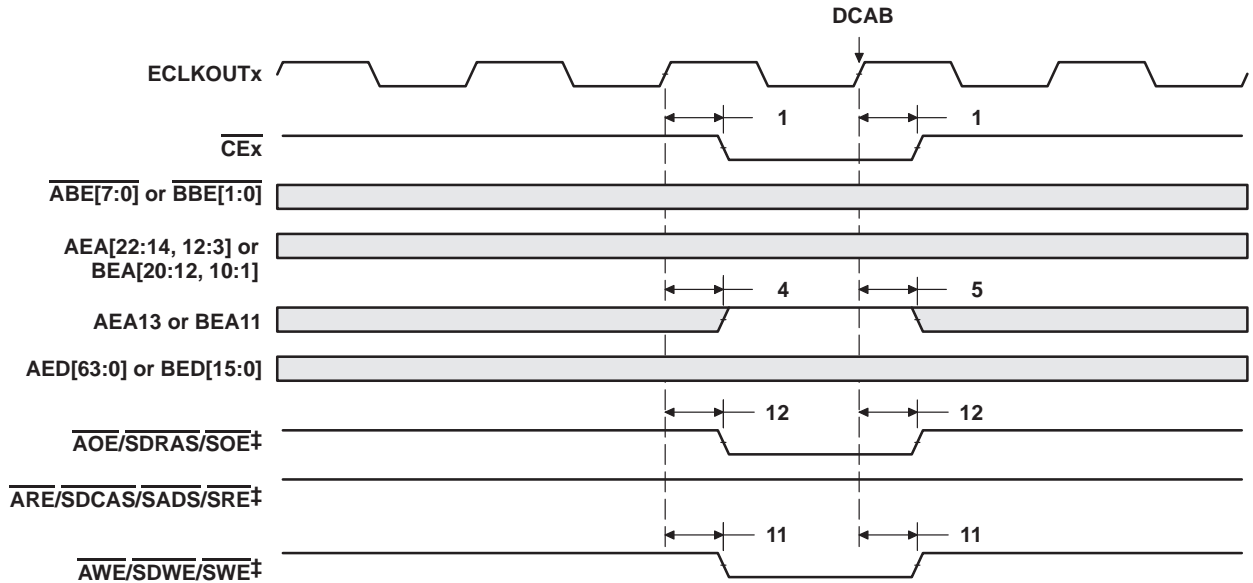 DCAB
ECLKOUTx
1 1
CEx
ABE[7:0] or BBE[1:0]
AEA[22:14, 12:3] or
BEA[20:12, 10:1]
4 5
AEA13 or BEA11
AED[63:0] or BED[15:0]
12 12
AOE/SDRAS/SOE‡
ARE/SDCAS/SADS/SRE‡
11 11
AWE/SDWE/SWE‡